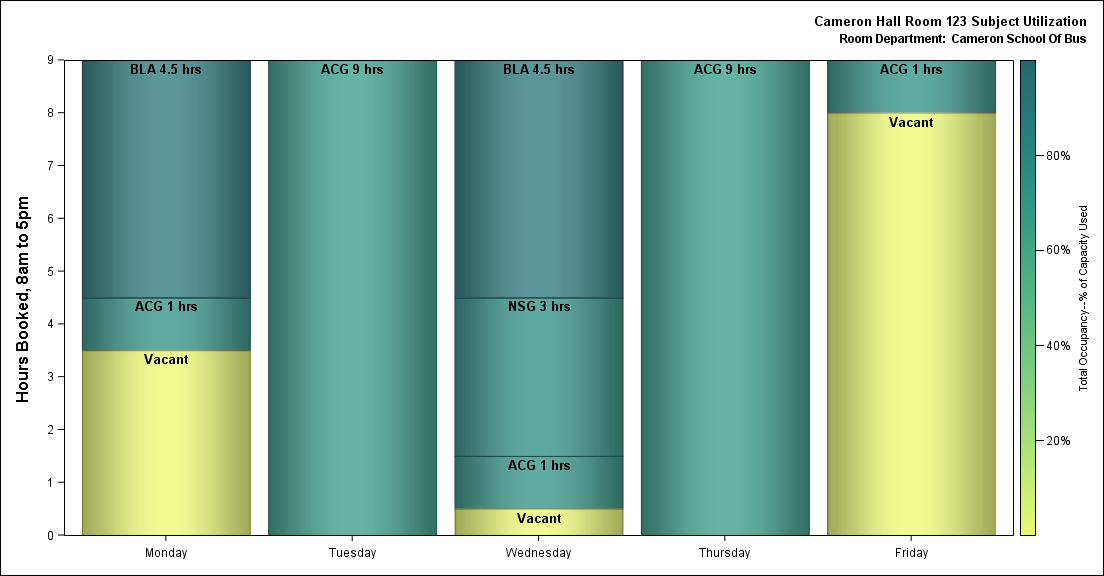 Cameron Hall Room 123 Subject Utilization
Room Department: Cameron School Of Bus
Hours Booked, 8am to 5pm
9
8
7
6
5
4
3
2
1
0
BLA 4.5 hrs
ACG 1 hrs
Vacant
ACG 9 hrs
BLA 4.5 hrs
NSG 3 hrs
ACG 1 hrs
Vacant
ACG 9 hrs
ACG 1 hrs
Vacant
Monday
Tuesday
Wednesday
Thursday
Friday
80%
60%
40%
20%
Total Occupancy--% of Capacity Used